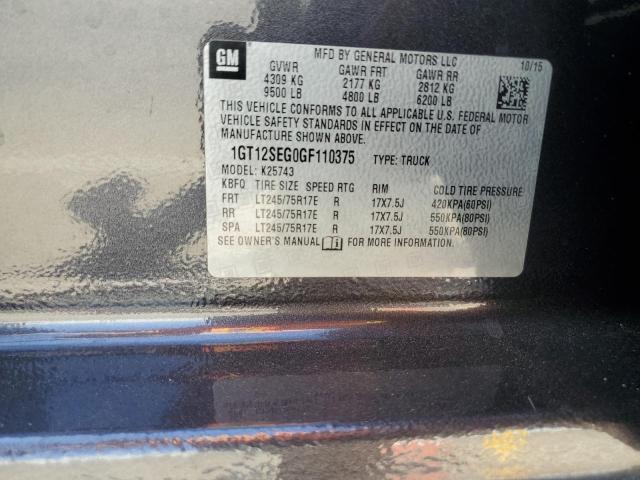 GM
MFD BY GENERAL MOTORS LLC 10/15
GVWR GAWR FRT GAWR RR
4309 KG 2177 KG 2812 KG
9500 LB 4800 LB 6200 LB
THIS VEHICLE CONFORMS TO ALL APPLICABLE U.S. FEDERAL MOTOR
VEHICLE SAFETY STANDARDS IN EFFECT ON THE DATE OF
MANUFACTURE SHOWN ABOVE.
1GT12SEG0GF110375 TYPE: TRUCK
MODEL: K25743
KBFQ TIRE SIZE SPEED RTG RIM COLD TIRE PRESSURE
FRT LT245/75R17E R 17X7.5J 420KPA(60PSI)
RR LT245/75R17E R 17X7.5J 550KPA(80PSI)
SPA LT245/75R17E R 17X7.5J 550KPA(80PSI)
SEE OWNER'S MANUAL FOR MORE INFORMATION.